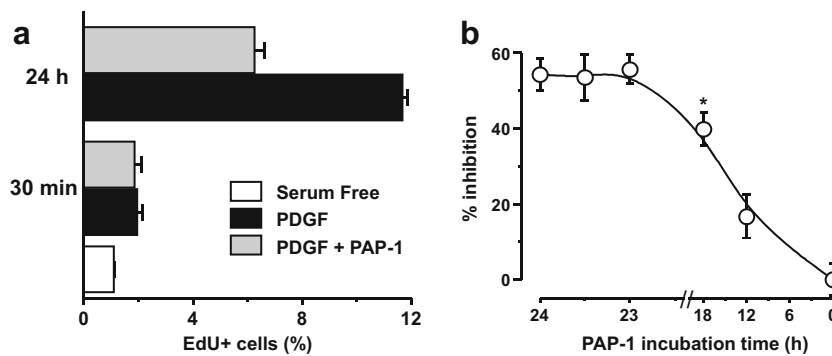 a
24 h
30 min
Serum Free
PDGF
PDGF + PAP-1
0 4 8 12
EdU+ cells (%)
b
60
40
20
0
% inhibition
*
24 23 18 12 6 0
PAP-1 incubation time (h)